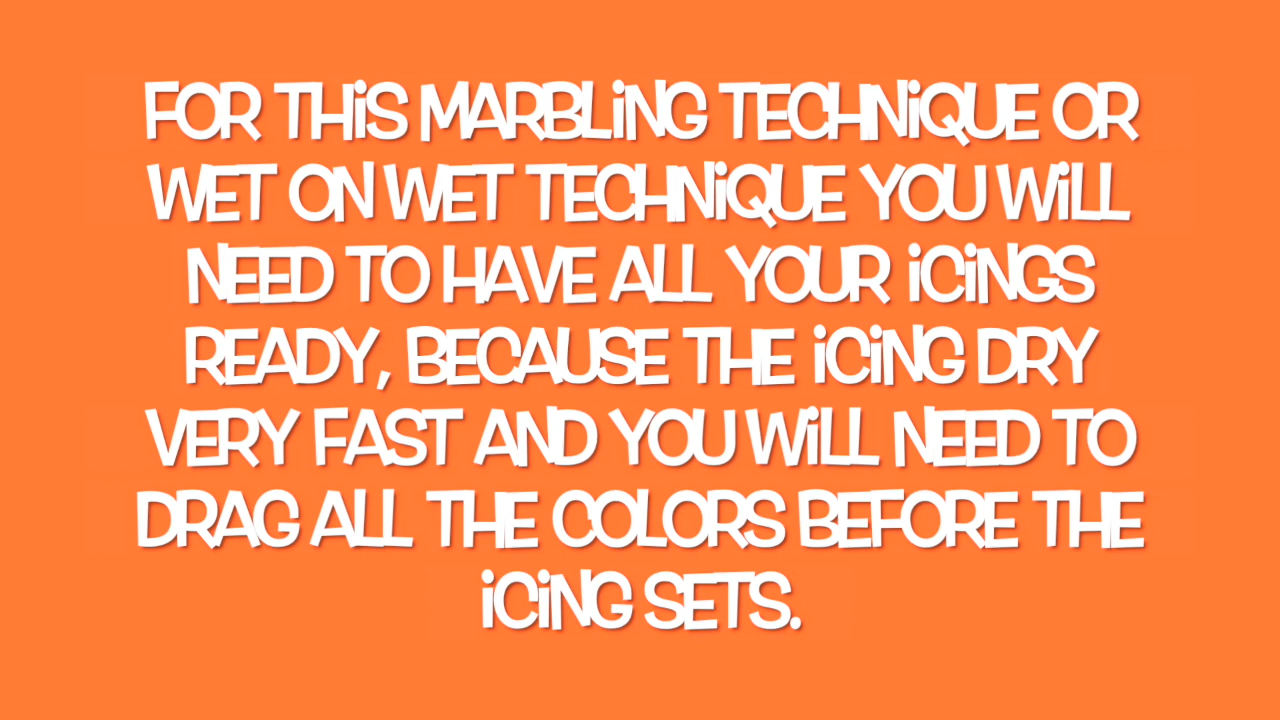 FOR THiS MARBLiNG TECHNiQUE OR
WET ON WET TECHNiQUE YOU WiLL
NEED TO HAVE ALL YOUR iCiNGS
READY, BECAUSE THE iCiNG DRY
VERY FAST AND YOU WiLL NEED TO
DRAG ALL THE COLORS BEFORE THE
iCiNG SETS.